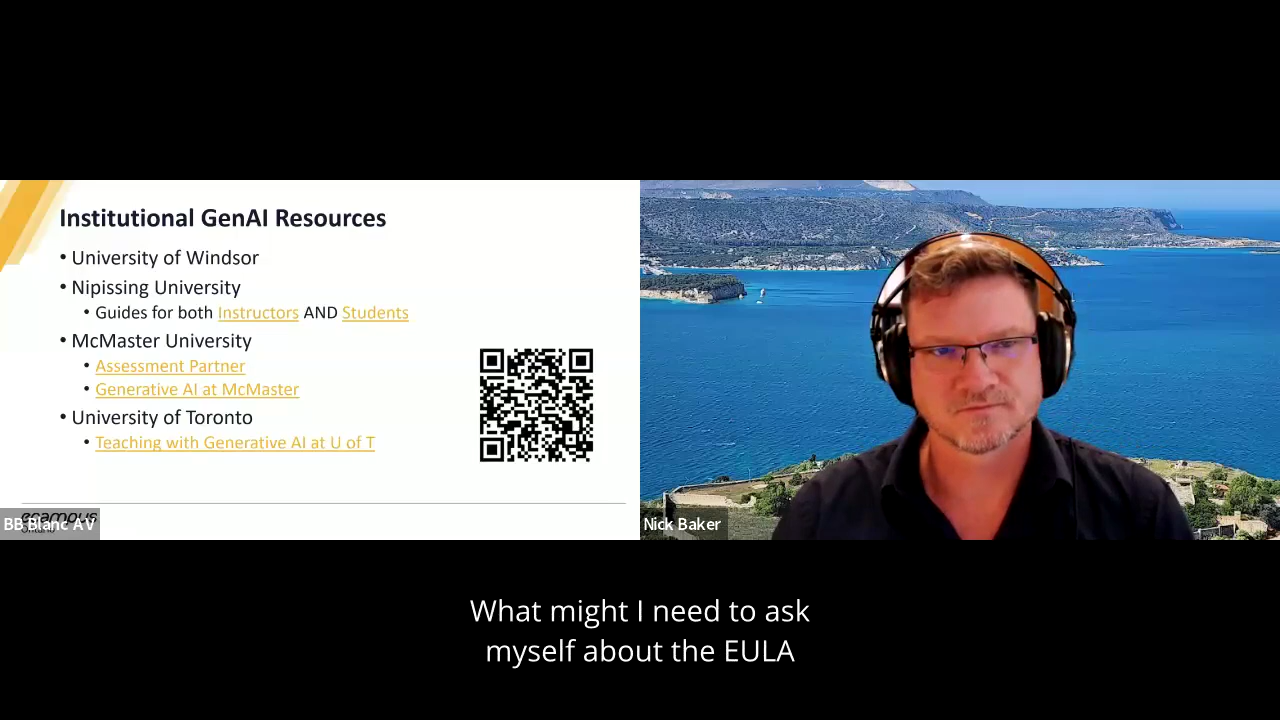 Institutional GenAI Resources
• University of Windsor
• Nipissing University
• Guides for both Instructors AND Students
• McMaster University
• Assessment Partner
• Generative AI at McMaster
• University of Toronto
• Teaching with Generative AI at U of T
BB Blanc AV
Nick Baker
What might I need to ask
myself about the EULA